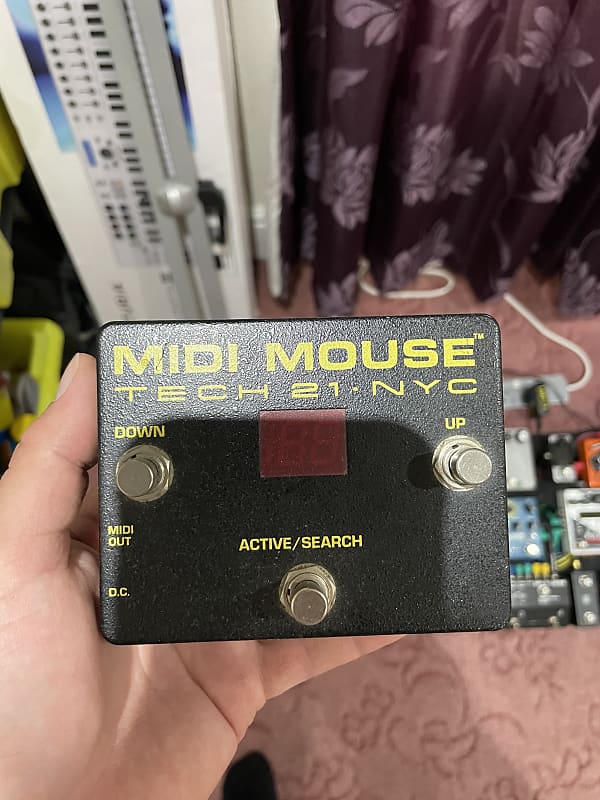 MIDI MOUSE™
TECH 21·NYC
DOWN
UP
MIDI
OUT
ACTIVE/SEARCH
D.C.